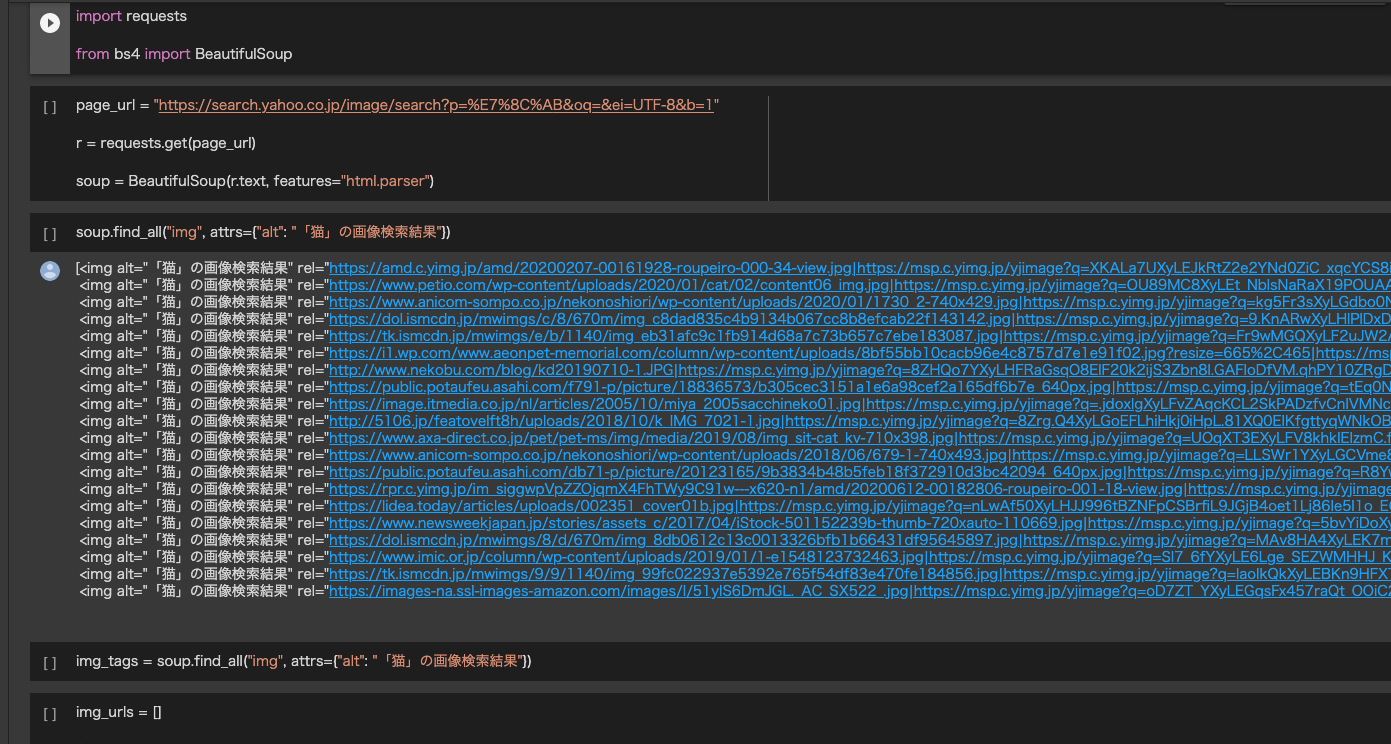 import requests
from bs4 import BeautifulSoup
[ ] page_url = "https://search.yahoo.co.jp/image/search?p=%E7%8C%AB&oq=&ei=UTF-8&b=1"
r = requests.get(page_url)
soup = BeautifulSoup(r.text, features="html.parser")
[ ] soup.find_all("img", attrs={"alt": "「猫」の画像検索結果"})
[<img alt="「猫」の画像検索結果" rel="https://amd.c.yimg.jp/amd/20200207-00161928-roupeiro-000-34-view.jpg|https://msp.c.yimg.jp/yjimage?q=XKALa7UXyLEJkRtZ2e2YNd0ZiC_xqcYCS8
<img alt="「猫」の画像検索結果" rel="https://www.petio.com/wp-content/uploads/2020/01/cat/02/content06_img.jpg|https://msp.c.yimg.jp/yjimage?q=OU89MC8XyLEt_NblsNaRaX19POUAA
<img alt="「猫」の画像検索結果" rel="https://www.anicom-sompo.co.jp/nekonoshiori/wp-content/uploads/2020/01/1730_2-740x429.jpg|https://msp.c.yimg.jp/yjimage?q=kg5Fr3sXyLGdbo0N
<img alt="「猫」の画像検索結果" rel="https://dol.ismcdn.jp/mwimgs/c/8/670m/img_c8dad835c4b9134b067cc8b8efcab22f143142.jpg|https://msp.c.yimg.jp/yjimage?q=9.KnARwXyLHlPlDxD
<img alt="「猫」の画像検索結果" rel="https://tk.ismcdn.jp/mwimgs/e/b/1140/img_eb31afc9c1fb914d68a7c73b657c7ebe183087.jpg|https://msp.c.yimg.jp/yjimage?q=Fr9wMGQXyLF2uJW2
<img alt="「猫」の画像検索結果" rel="https://i1.wp.com/www.aeonpet-memorial.com/column/wp-content/uploads/8bf55bb10cacb96e4c8757d7e1e91f02.jpg?resize=665%2C465|https://ms
<img alt="「猫」の画像検索結果" rel="http://www.nekobu.com/blog/kd20190710-1.JPG|https://msp.c.yimg.jp/yjimage?q=8ZHQo7YXyLHFRaGsqO8ElF20k2ijS3Zbn8l.GAFloDfVM.qhPY10ZRgD
<img alt="「猫」の画像検索結果" rel="https://public.potaufeu.asahi.com/f791-p/picture/18836573/b305cec3151a1e6a98cef2a165df6b7e_640px.jpg|https://msp.c.yimg.jp/yjimage?q=tEq0N
<img alt="「猫」の画像検索結果" rel="https://image.itmedia.co.jp/nl/articles/2005/10/miya_2005sacchineko01.jpg|https://msp.c.yimg.jp/yjimage?q=.jdoxlgXyLFvZAqcKCL2SkPADzfvCnIVMNc
<img alt="「猫」の画像検索結果" rel="http://5106.jp/featovelft8h/uploads/2018/10/k_IMG_7021-1.jpg|https://msp.c.yimg.jp/yjimage?q=8Zrg.Q4XyLGoEFLhiHkj0iHpL.81XQ0ElKfgttyqWNkOB
<img alt="「猫」の画像検索結果" rel="https://www.axa-direct.co.jp/pet/pet-ms/img/media/2019/08/img_sit-cat_kv-710x398.jpg|https://msp.c.yimg.jp/yjimage?q=UOqXT3EXyLFV8khklElzmC.
<img alt="「猫」の画像検索結果" rel="https://www.anicom-sompo.co.jp/nekonoshiori/wp-content/uploads/2018/06/679-1-740x493.jpg|https://msp.c.yimg.jp/yjimage?q=LLSWr1YXyLGCVme
<img alt="「猫」の画像検索結果" rel="https://public.potaufeu.asahi.com/db71-p/picture/20123165/9b3834b48b5feb18f372910d3bc42094_640px.jpg|https://msp.c.yimg.jp/yjimage?q=R8Y
<img alt="「猫」の画像検索結果" rel="https://rpr.c.yimg.jp/im_siggwpVpZZOjqmX4FhTWy9C91w---x620-n1/amd/20200612-00182806-roupeiro-001-18-view.jpg|https://msp.c.yimg.jp/yjimage
<img alt="「猫」の画像検索結果" rel="https://lidea.today/articles/uploads/002351_cover01b.jpg|https://msp.c.yimg.jp/yjimage?q=nLwAf50XyLHJJ996tBZNFpCSBrfiL9JGjB4oet1Lj86Ie5l1o_E
<img alt="「猫」の画像検索結果" rel="https://www.newsweekjapan.jp/stories/assets_c/2017/04/iStock-501152239b-thumb-720xauto-110669.jpg|https://msp.c.yimg.jp/yjimage?q=5bvYiDoX
<img alt="「猫」の画像検索結果" rel="https://dol.ismcdn.jp/mwimgs/8/d/670m/img_8db0612c13c0013326bfb1b66431df95645897.jpg|https://msp.c.yimg.jp/yjimage?q=MAv8HA4XyLEK7m
<img alt="「猫」の画像検索結果" rel="https://www.imic.or.jp/column/wp-content/uploads/2019/01/1-e1548123732463.jpg|https://msp.c.yimg.jp/yjimage?q=Sl7_6fYXyLE6Lge_SEZWMHHJ_K
<img alt="「猫」の画像検索結果" rel="https://tk.ismcdn.jp/mwimgs/9/9/1140/img_99fc022937e5392e765f54df83e470fe184856.jpg|https://msp.c.yimg.jp/yjimage?q=laolkQkXyLEBKn9HFX
<img alt="「猫」の画像検索結果" rel="https://images-na.ssl-images-amazon.com/images/I/51ylS6DmJGL._AC_SX522_.jpg|https://msp.c.yimg.jp/yjimage?q=oD7ZT_YXyLEGqsFx457raQt_OOiC
[ ] img_tags = soup.find_all("img", attrs={"alt": "「猫」の画像検索結果"})
[ ] img_urls = []